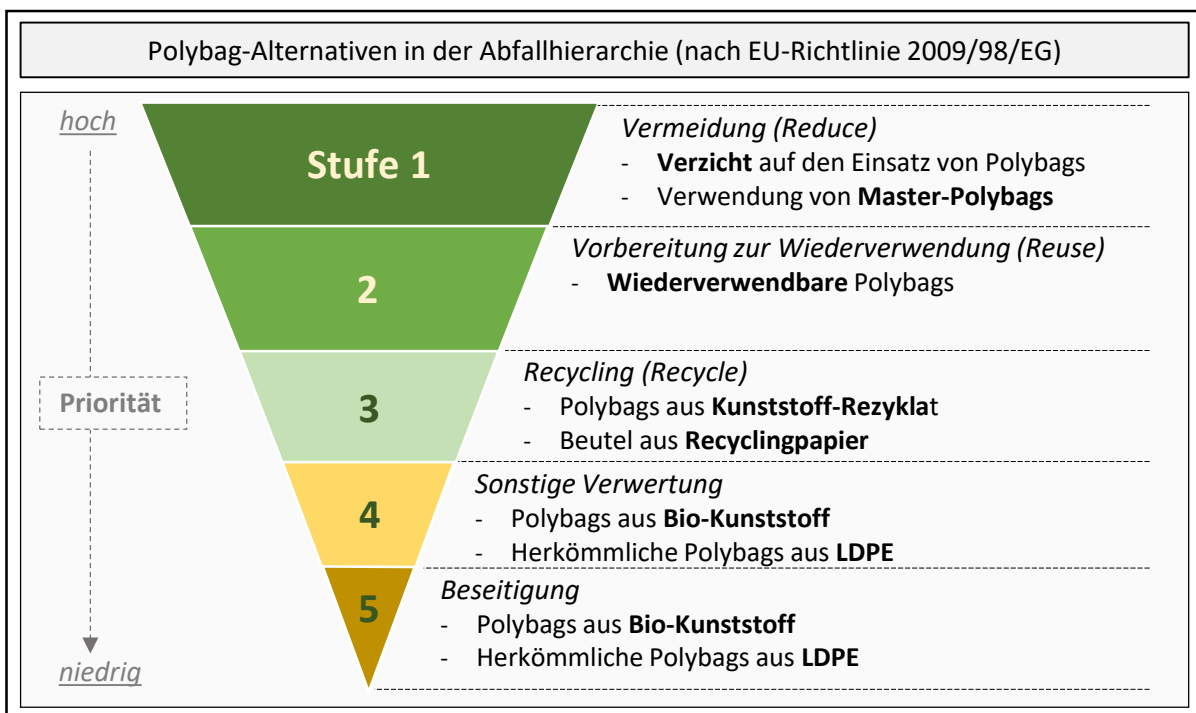 Polybag-Alternativen in der Abfallhierarchie (nach EU-Richtlinie 2009/98/EG)
hoch
Priorität
niedrig
Stufe 1
Vermeidung (Reduce)
- Verzicht auf den Einsatz von Polybags
- Verwendung von Master-Polybags
2
Vorbereitung zur Wiederverwendung (Reuse)
- Wiederverwendbare Polybags
3
Recycling (Recycle)
- Polybags aus Kunststoff-Rezyklat
- Beutel aus Recyclingpapier
4
Sonstige Verwertung
- Polybags aus Bio-Kunststoff
- Herkömmliche Polybags aus LDPE
5
Beseitigung
- Polybags aus Bio-Kunststoff
- Herkömmliche Polybags aus LDPE